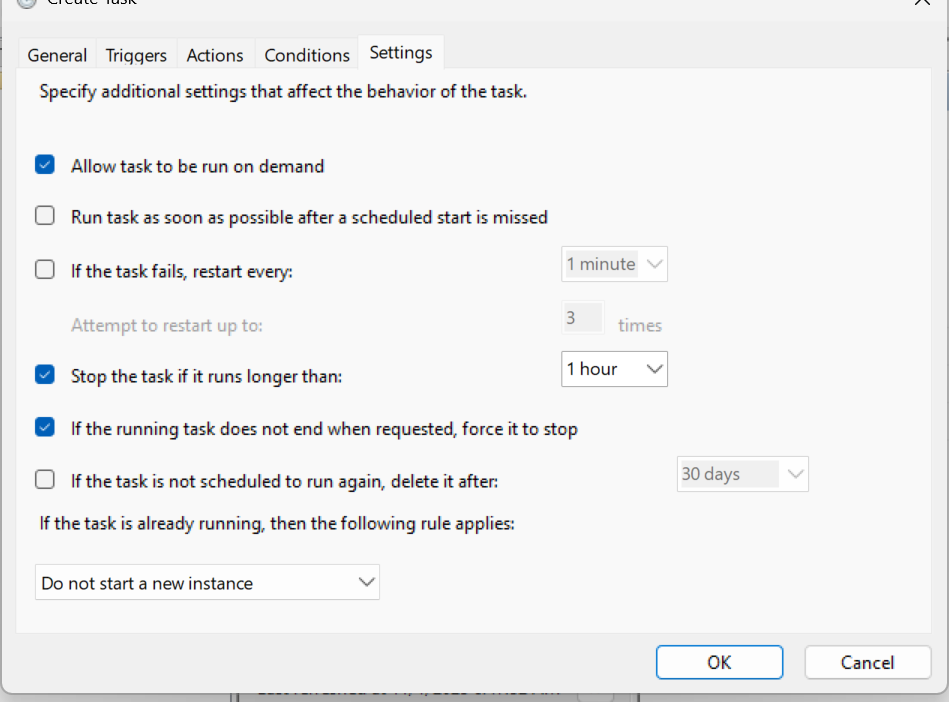 Create Task
General Triggers Actions Conditions Settings
Specify additional settings that affect the behavior of the task.
Allow task to be run on demand
Run task as soon as possible after a scheduled start is missed
If the task fails, restart every: 1 minute
Attempt to restart up to: 3 times
Stop the task if it runs longer than: 1 hour
If the running task does not end when requested, force it to stop
If the task is not scheduled to run again, delete it after: 30 days
If the task is already running, then the following rule applies:
Do not start a new instance
OK Cancel